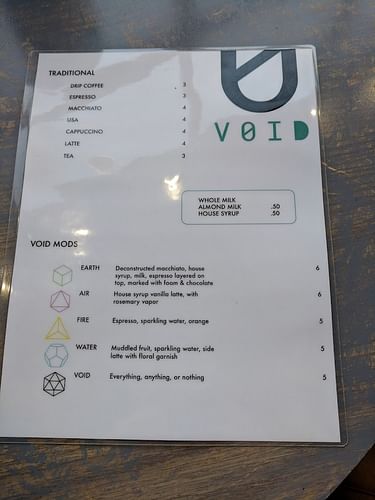 TRADITIONAL
DRIP COFFEE 3
ESPRESSO 3
MACCHIATO 4
USA 4
CAPPUCCINO 4
LATTE 4
TEA 3
VOID
WHOLE MILK
ALMOND MILK .50
HOUSE SYRUP .50
VOID MODS
EARTH Deconstructed macchiato, house 6
syrup, milk, espresso layered on
top, marked with foam & chocolate
AIR House syrup vanilla latte, with 6
rosemary vapor
FIRE Espresso, sparkling water, orange 5
WATER Muddled fruit, sparkling water, side 5
latte with floral garnish
VOID Everything, anything, or nothing 5